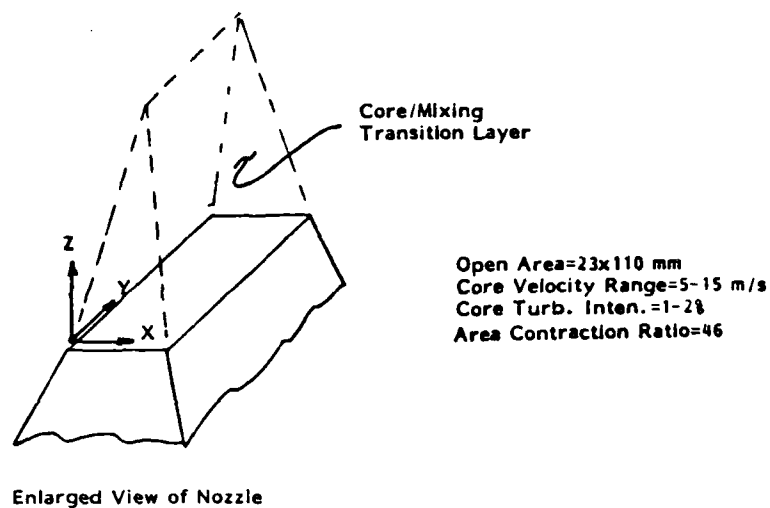 Core/Mixing
Transition Layer
Z
Y
X
Open Area=23x110 mm
Core Velocity Range=5-15 m/s
Core Turb. Inten.=1-2%
Area Contraction Ratio=46
Enlarged View of Nozzle